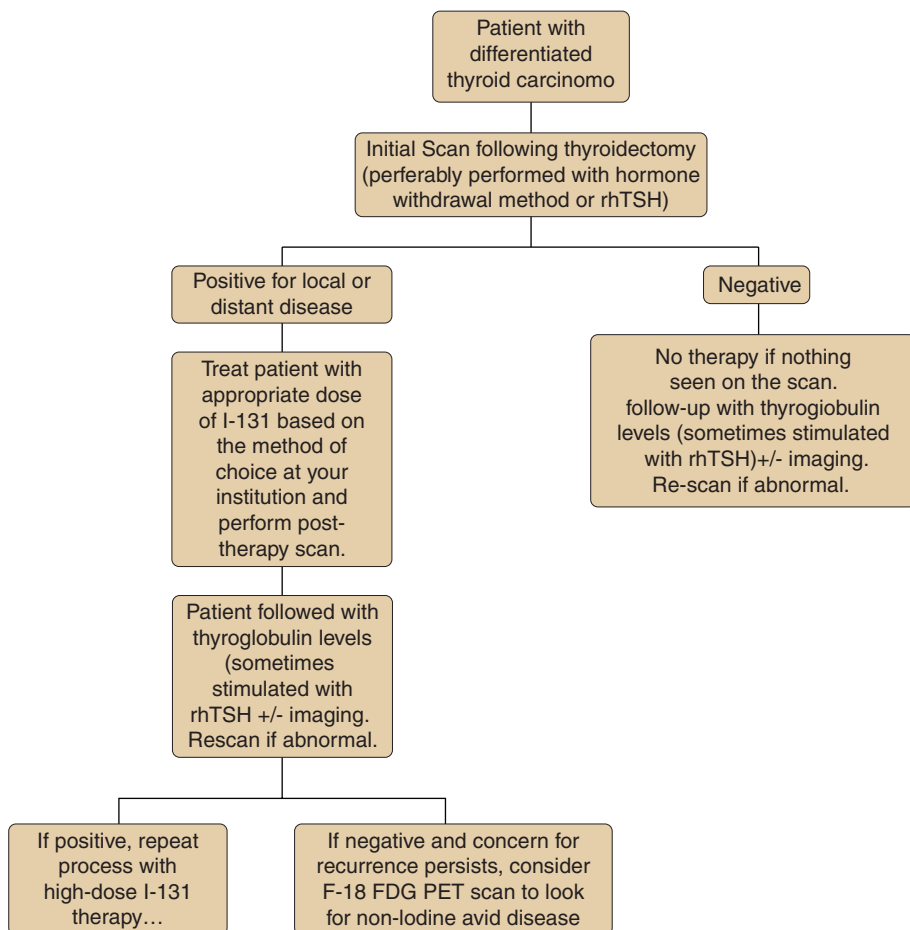 Patient with
differentiated
thyroid carcinomo
Initial Scan following thyroidectomy
(perferably performed with hormone
withdrawal method or rhTSH)
Positive for local or
distant disease
Negative
Treat patient with
appropriate dose
of I-131 based on
the method of
choice at your
institution and
perform post-
therapy scan.
No therapy if nothing
seen on the scan.
follow-up with thyrogiobulin
levels (sometimes stimulated
with rhTSH)+/- imaging.
Re-scan if abnormal.
Patient followed with
thyroglobulin levels
(sometimes
stimulated with
rhTSH +/- imaging.
Rescan if abnormal.
If positive, repeat
process with
high-dose I-131
therapy…
If negative and concern for
recurrence persists, consider
F-18 FDG PET scan to look
for non-lodine avid disease